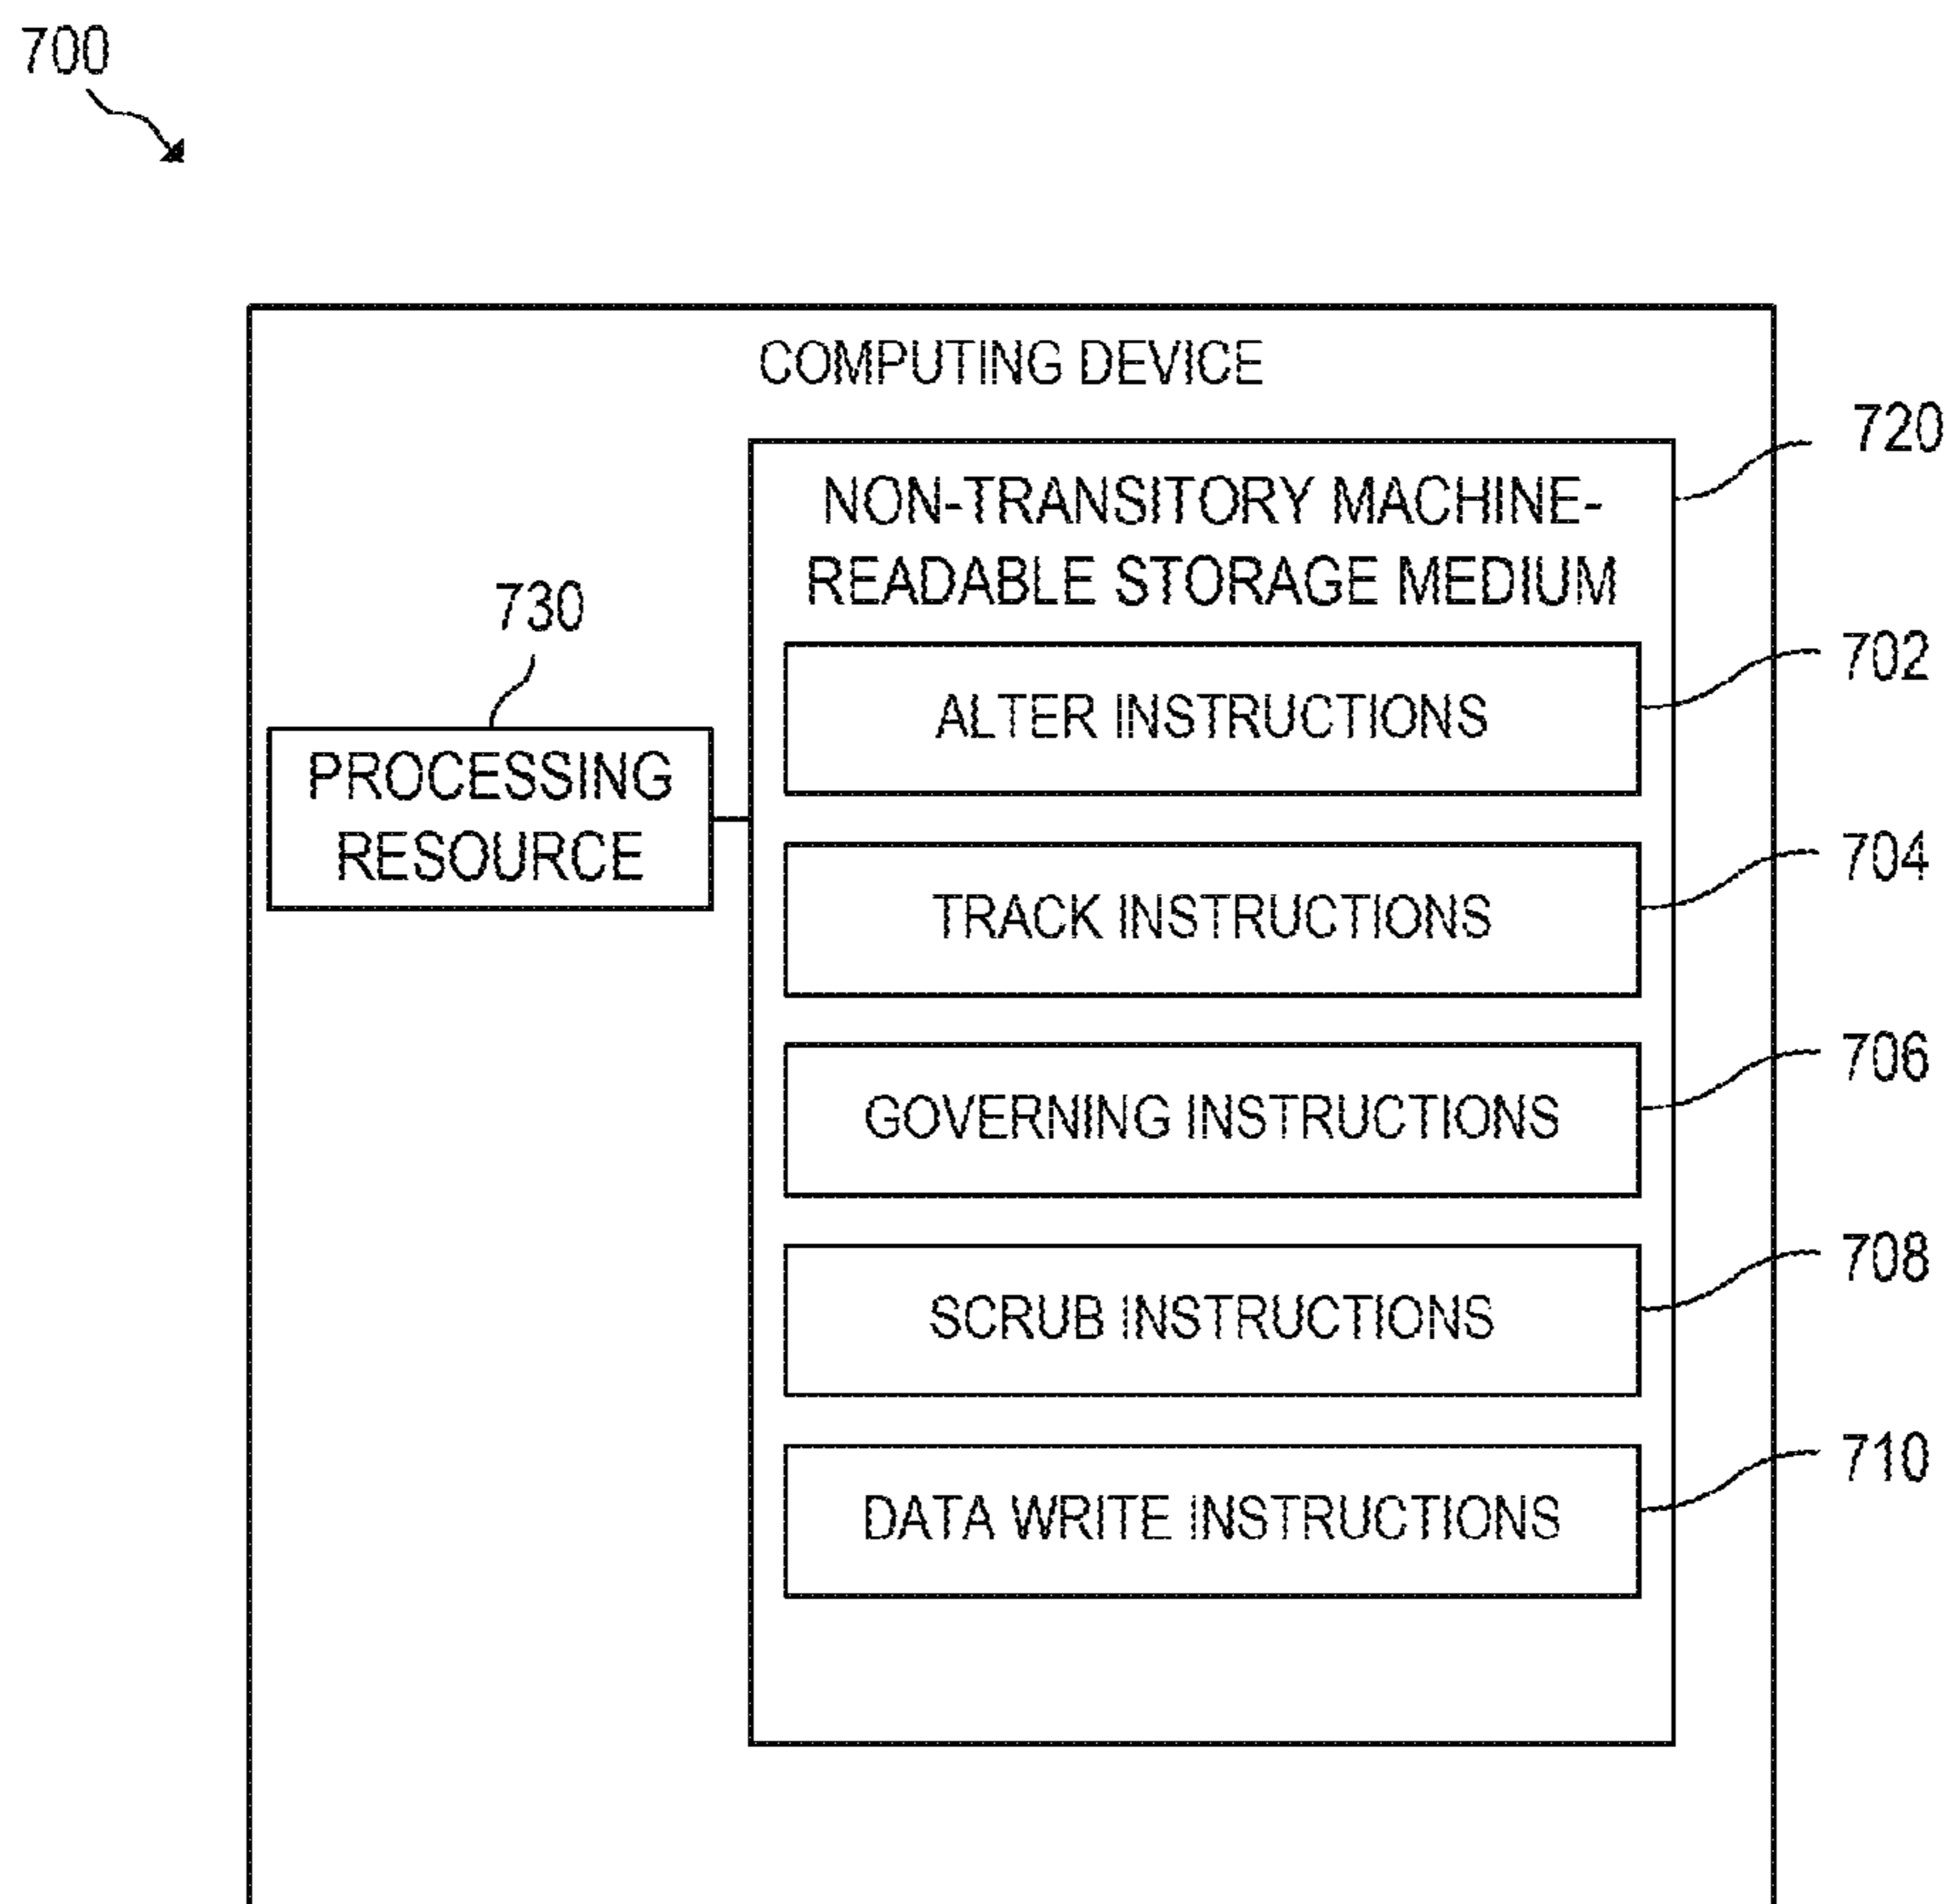 700
COMPUTING DEVICE
720
NON-TRANSITORY MACHINE-
READABLE STORAGE MEDIUM
730
PROCESSING
RESOURCE
702
ALTER INSTRUCTIONS
704
TRACK INSTRUCTIONS
706
GOVERNING INSTRUCTIONS
708
SCRUB INSTRUCTIONS
710
DATA WRITE INSTRUCTIONS